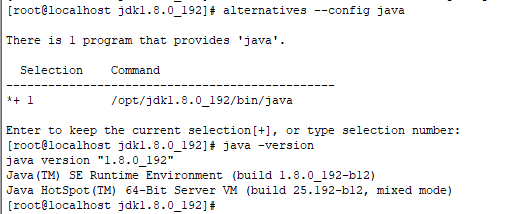 [root@localhost jdk1.8.0_192]# alternatives --config java
There is 1 program that provides 'java'.
Selection    Command
-----------------------------------------------
*+ 1           /opt/jdk1.8.0_192/bin/java
Enter to keep the current selection[+], or type selection number:
[root@localhost jdk1.8.0_192]# java -version
java version "1.8.0_192"
Java(TM) SE Runtime Environment (build 1.8.0_192-b12)
Java HotSpot(TM) 64-Bit Server VM (build 25.192-b12, mixed mode)
[root@localhost jdk1.8.0_192]#